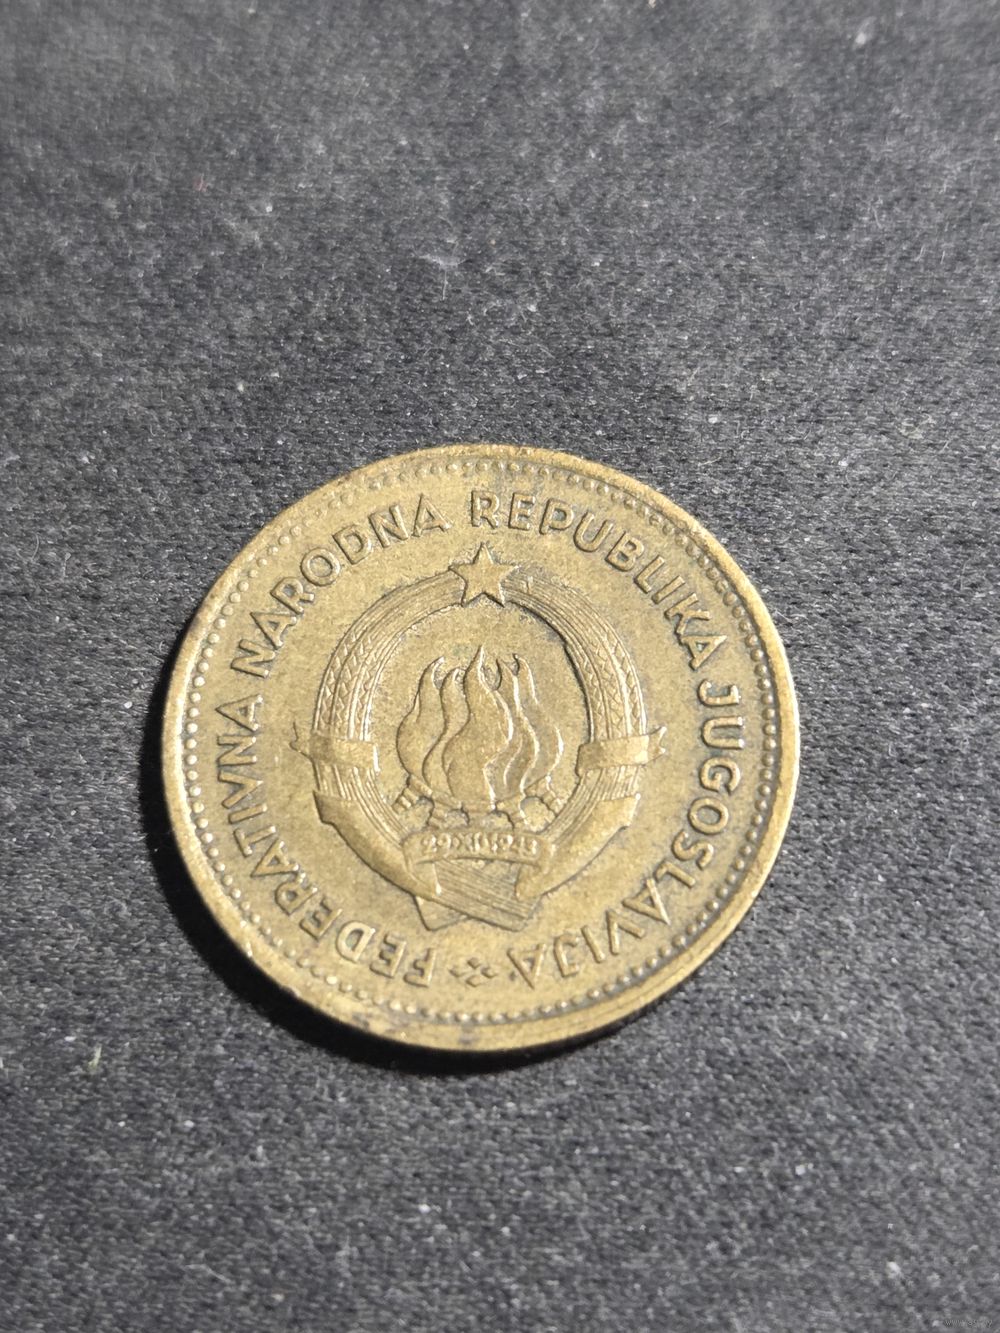 FEDERATIVNA NARODNA REPUBLIKA JUGOSLAVIJA
29•XI•1943